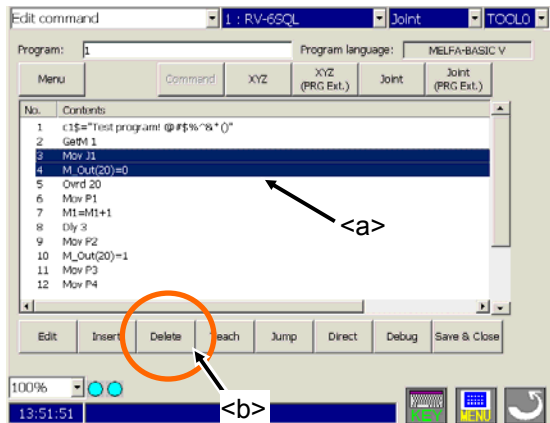 Edit command 1 : RV-6SQL Joint TOOL0
Program: 1 Program language: MELFA-BASIC V
Menu Command XYZ XYZ (PRG Ext.) Joint Joint (PRG Ext.)
No. Contents
1 c1$="Test program! @#$%^&*()"
2 GetM 1
3 Mov J1
4 M_Out(20)=0
5 Ovrd 20
6 Mov P1
7 M1=M1+1
8 Dly 3
9 Mov P2
10 M_Out(20)=1
11 Mov P3
12 Mov P4
<a>
Edit Insert Delete Teach Jump Direct Debug Save & Close
<b>
100%
13:51:51
KEY MENU